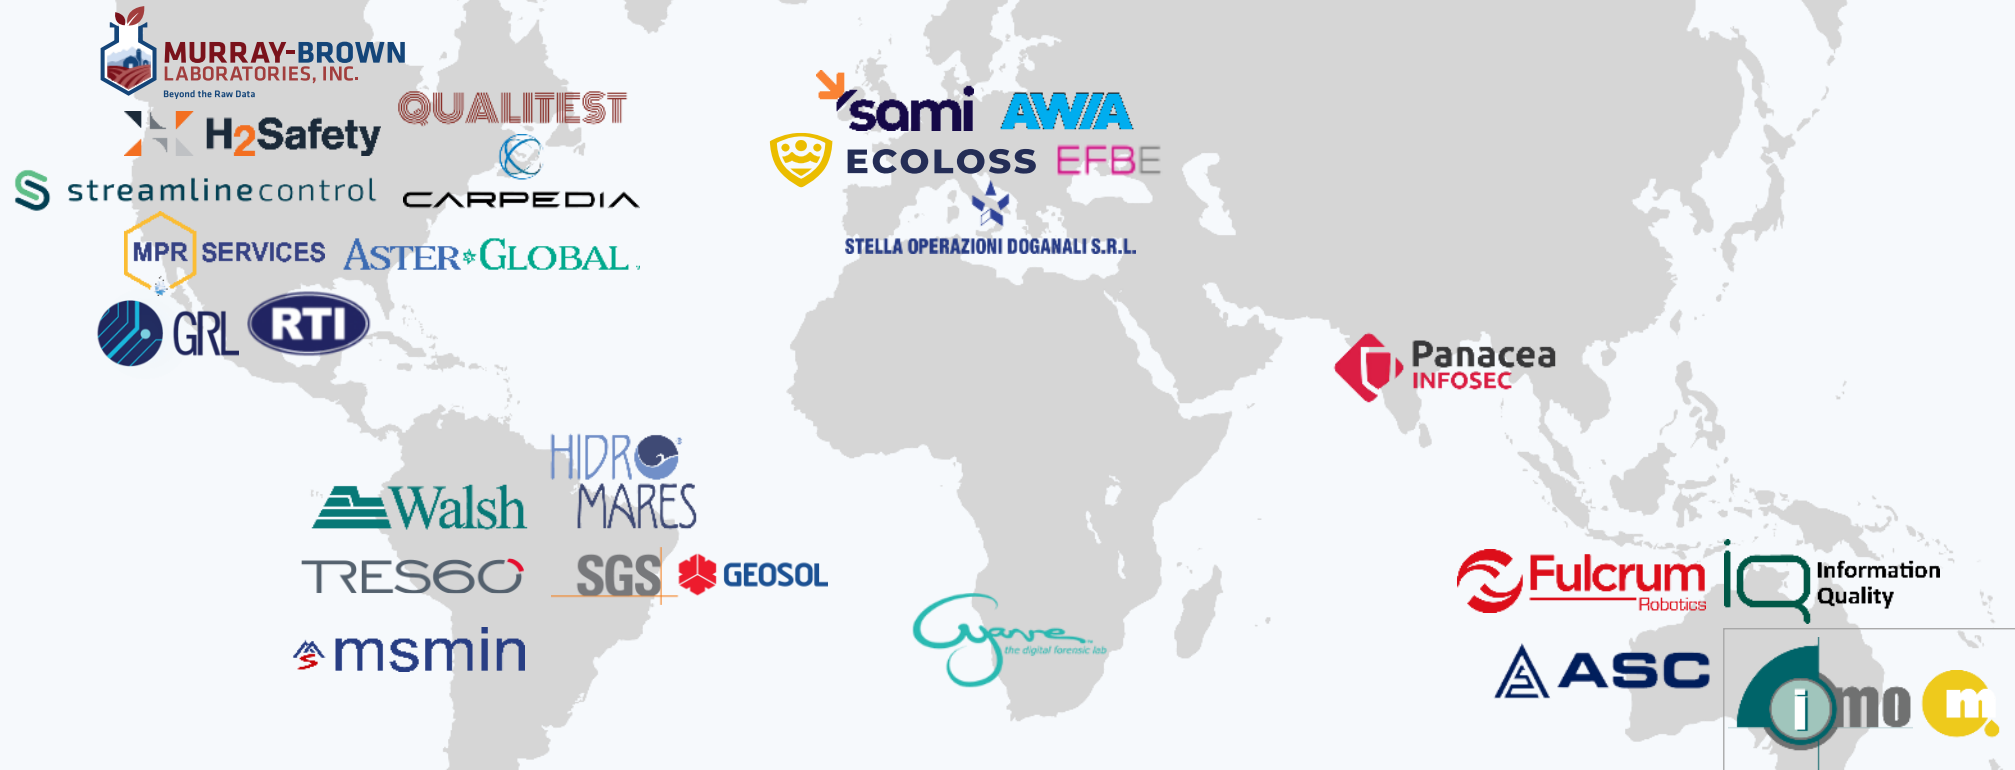 MURRAY-BROWN
LABORATORIES, INC.
Beyond the Raw Data
QUALITEST
H2Safety
streamlinecontrol
CARPEDIA
MPR SERVICES
ASTER GLOBAL
GRL
RTI
sami
AWIA
ECOLOSS
EFBE
STELLA OPERAZIONI DOGANALI S.R.L.
Panacea
INFOSEC
HIDRO
MARES
Walsh
TRES60
SGS
GEOSOL
msmin
Cyanre
the digital forensic lab
Fulcrum
Robotics
iQ
Information
Quality
ASC
imo
m